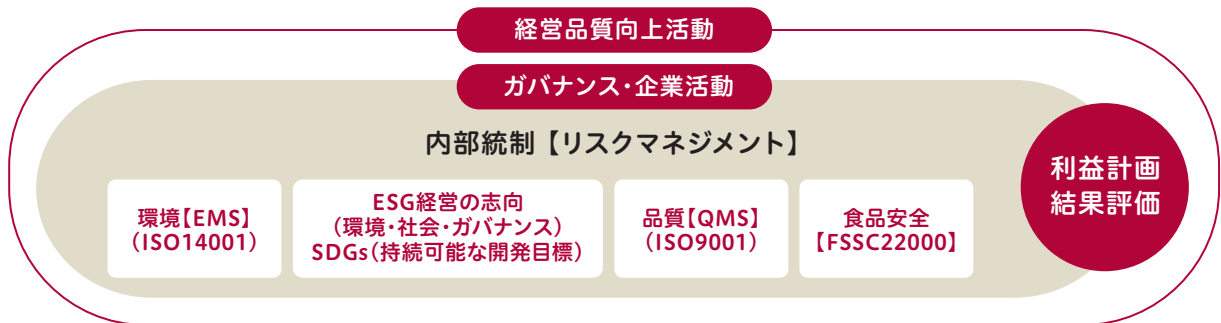 経営品質向上活動
ガバナンス・企業活動
内部統制【リスクマネジメント】
環境【EMS】
（ISO14001）
ESG経営の志向
（環境・社会・ガバナンス）
SDGs（持続可能な開発目標）
品質【QMS】
（ISO9001）
食品安全
【FSSC22000】
利益計画
結果評価